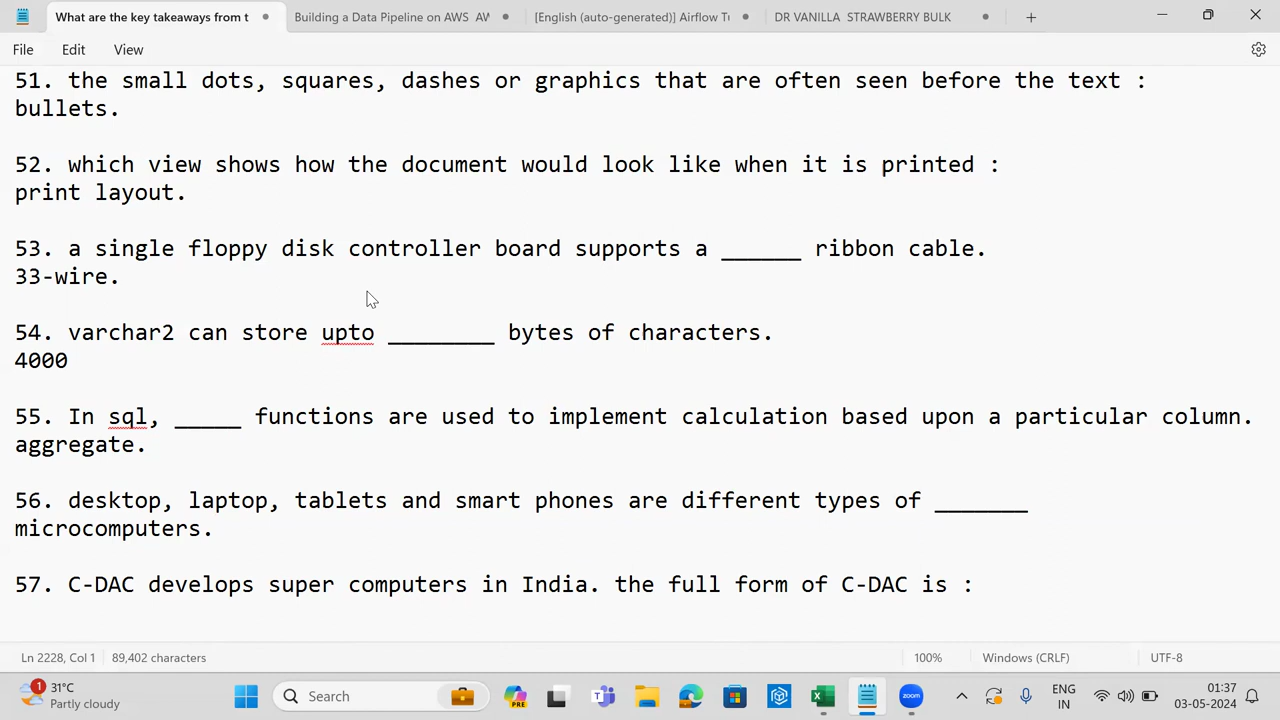 What are the key takeaways from t
Building a Data Pipeline on AWS AW
[English (auto-generated)] Airflow Tu
DR VANILLA STRAWBERRY BULK
File Edit View
51. the small dots, squares, dashes or graphics that are often seen before the text :
bullets.
52. which view shows how the document would look like when it is printed :
print layout.
53. a single floppy disk controller board supports a ______ ribbon cable.
33-wire.
54. varchar2 can store upto ________ bytes of characters.
4000
55. In sql, _____ functions are used to implement calculation based upon a particular column.
aggregate.
56. desktop, laptop, tablets and smart phones are different types of _______
microcomputers.
57. C-DAC develops super computers in India. the full form of C-DAC is :
Ln 2228, Col 1 89,402 characters 100% Windows (CRLF) UTF-8
1
31°C
Partly cloudy
Search
PRE
zoom
ENG
IN
01:37
03-05-2024